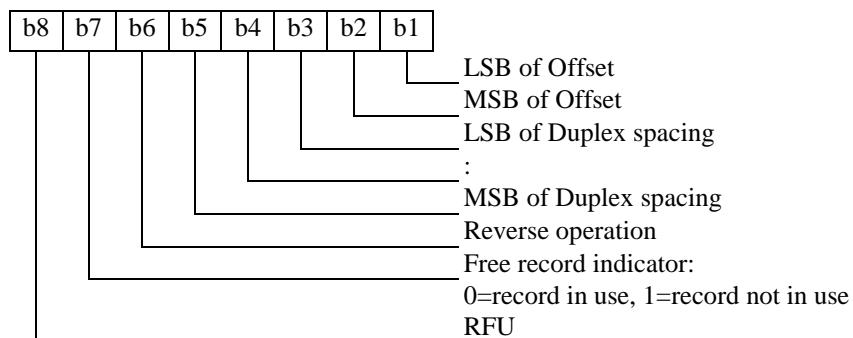 b8 b7 b6 b5 b4 b3 b2 b1
LSB of Offset
MSB of Offset
LSB of Duplex spacing
:
MSB of Duplex spacing
Reverse operation
Free record indicator:
0=record in use, 1=record not in use
RFU